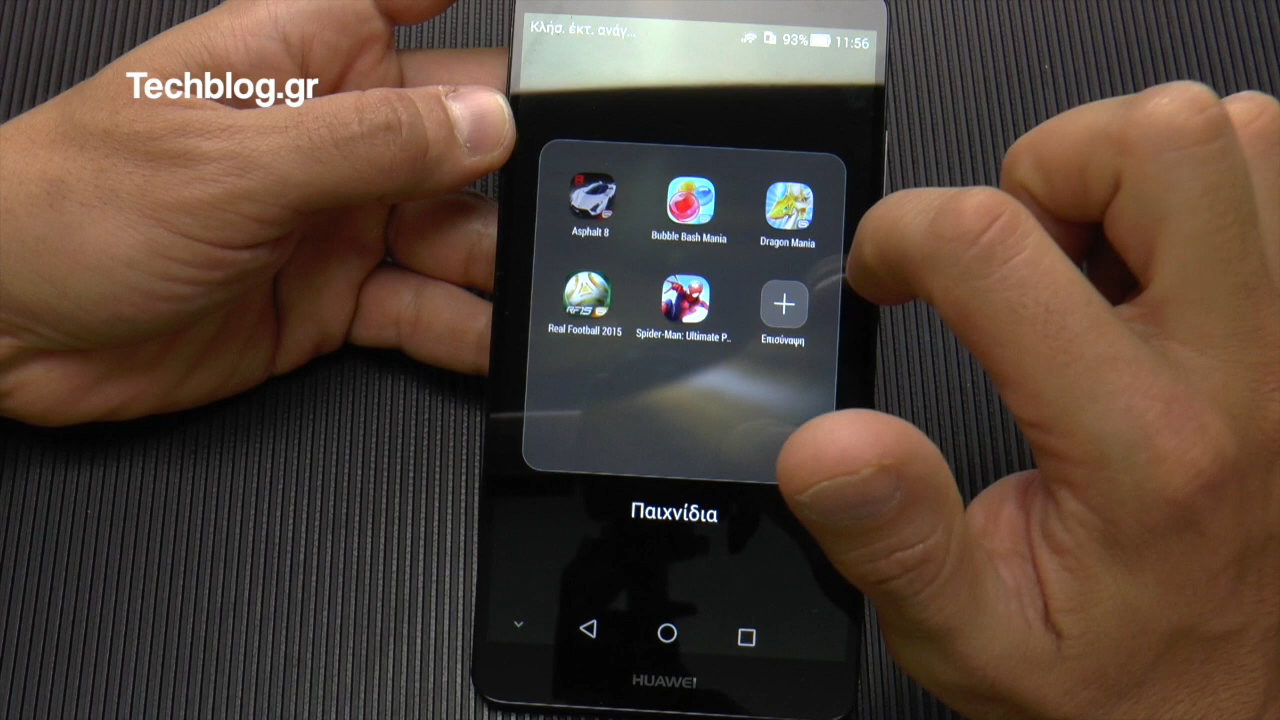 Κλήσ. έκτ. ανάγ...
93% 11:56
Techblog.gr
Asphalt 8
Bubble Bash Mania
Dragon Mania
RF15
Real Football 2015
Spider-Man: Ultimate P..
Επισύναψη
Παιχνίδια
HUAWEI